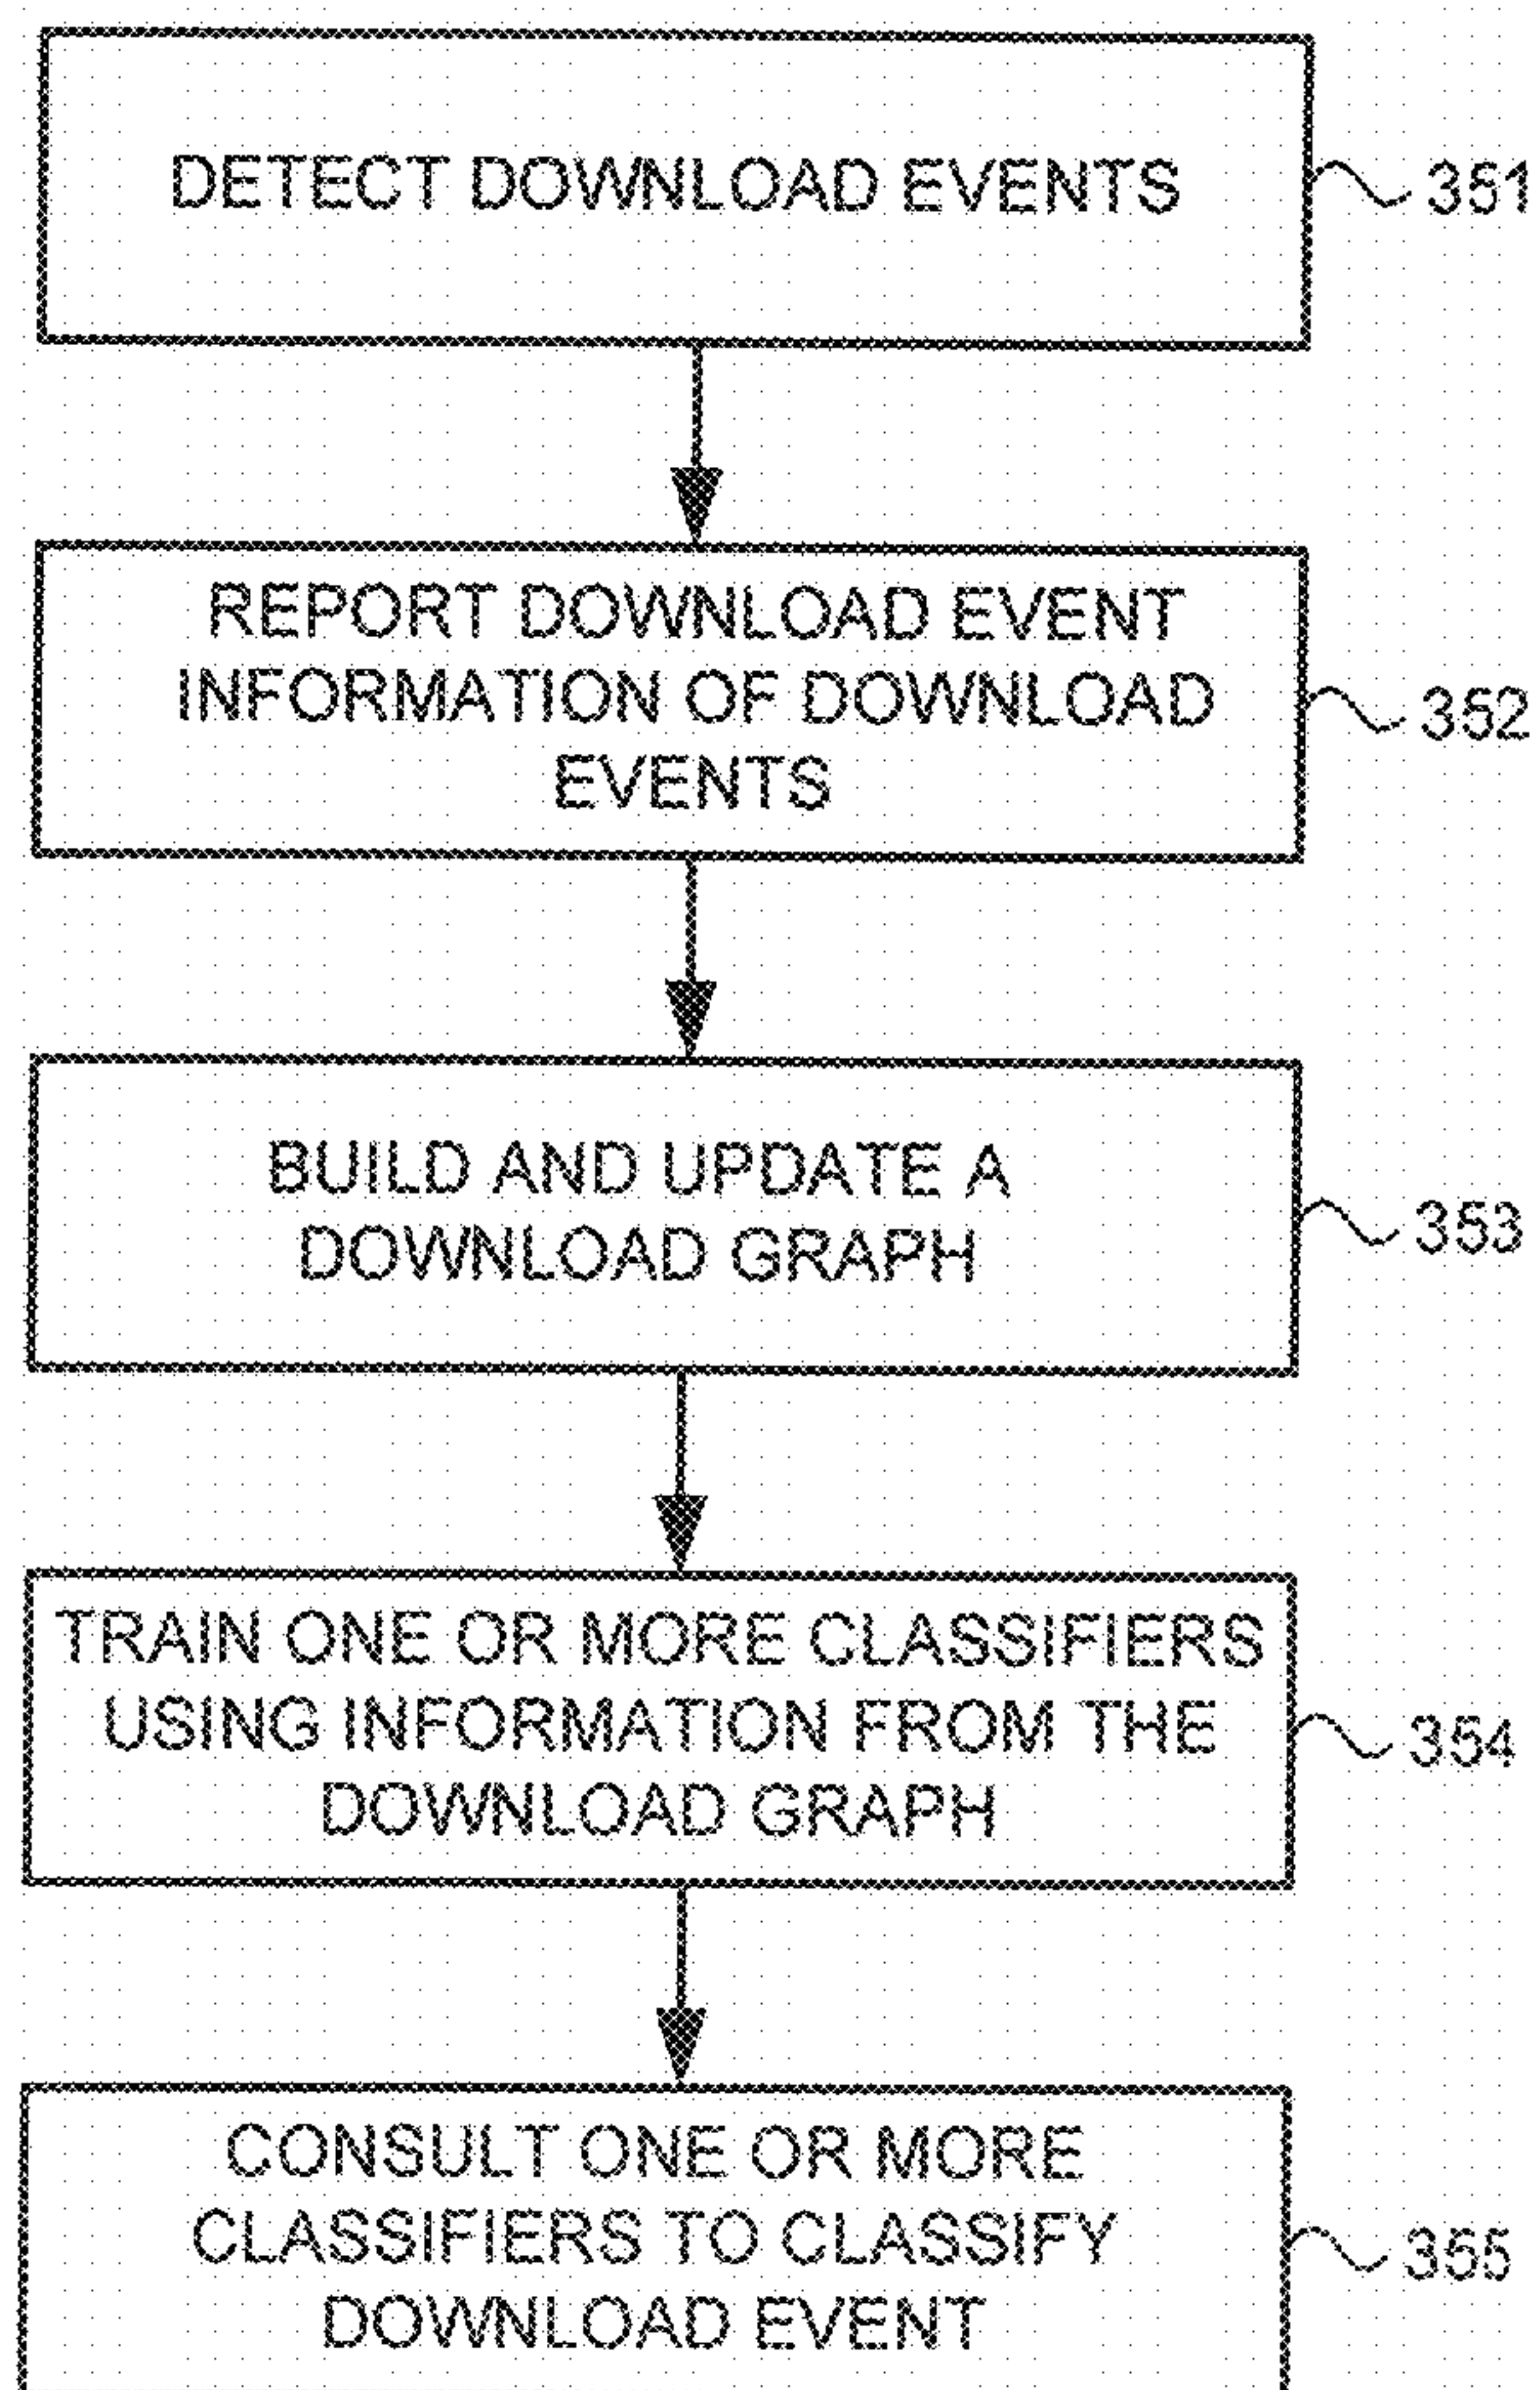 DETECT DOWNLOAD EVENTS
351
REPORT DOWNLOAD EVENT
INFORMATION OF DOWNLOAD
EVENTS
352
BUILD AND UPDATE A
DOWNLOAD GRAPH
353
TRAIN ONE OR MORE CLASSIFIERS
USING INFORMATION FROM THE
DOWNLOAD GRAPH
354
CONSULT ONE OR MORE
CLASSIFIERS TO CLASSIFY
DOWNLOAD EVENT
355